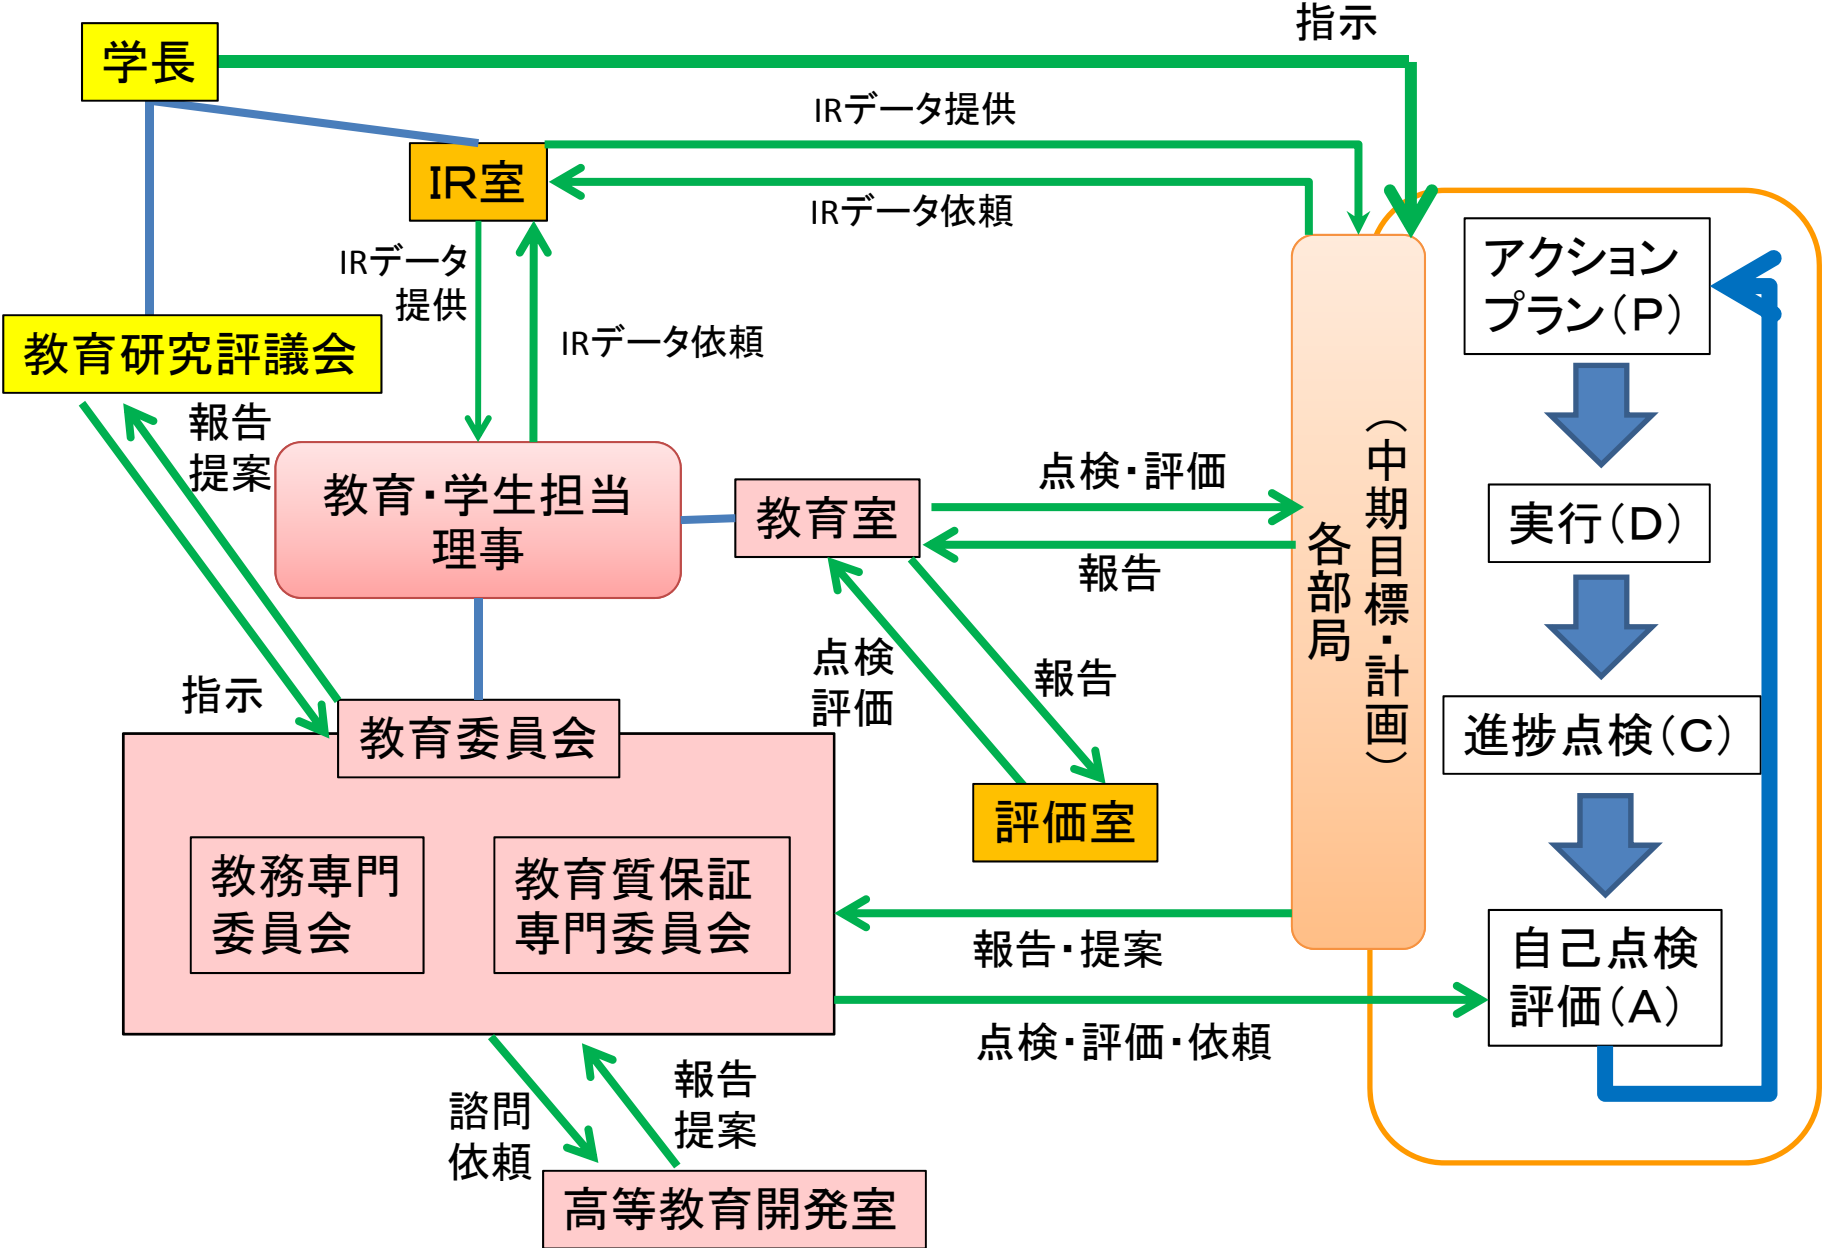 指示
学長
IRデータ提供
IR室
IRデータ依頼
IRデータ
提供
IRデータ依頼
教育研究評議会
報告
提案
教育・学生担当
理事
教育室
点検・評価
報告
各部局
（中期目標・計画）
アクション
プラン（P）
実行（D）
進捗点検（C）
自己点検
評価（A）
点検
評価
報告
指示
教育委員会
評価室
教務専門
委員会
教育質保証
専門委員会
報告・提案
点検・評価・依頼
諮問
依頼
報告
提案
高等教育開発室